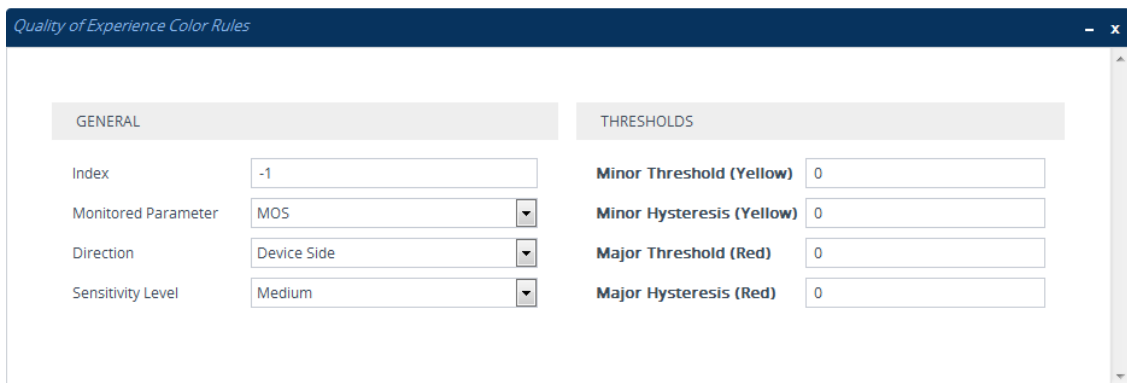 Quality of Experience Color Rules
– x
GENERAL
Index -1
Monitored Parameter MOS
Direction Device Side
Sensitivity Level Medium
THRESHOLDS
Minor Threshold (Yellow) 0
Minor Hysteresis (Yellow) 0
Major Threshold (Red) 0
Major Hysteresis (Red) 0